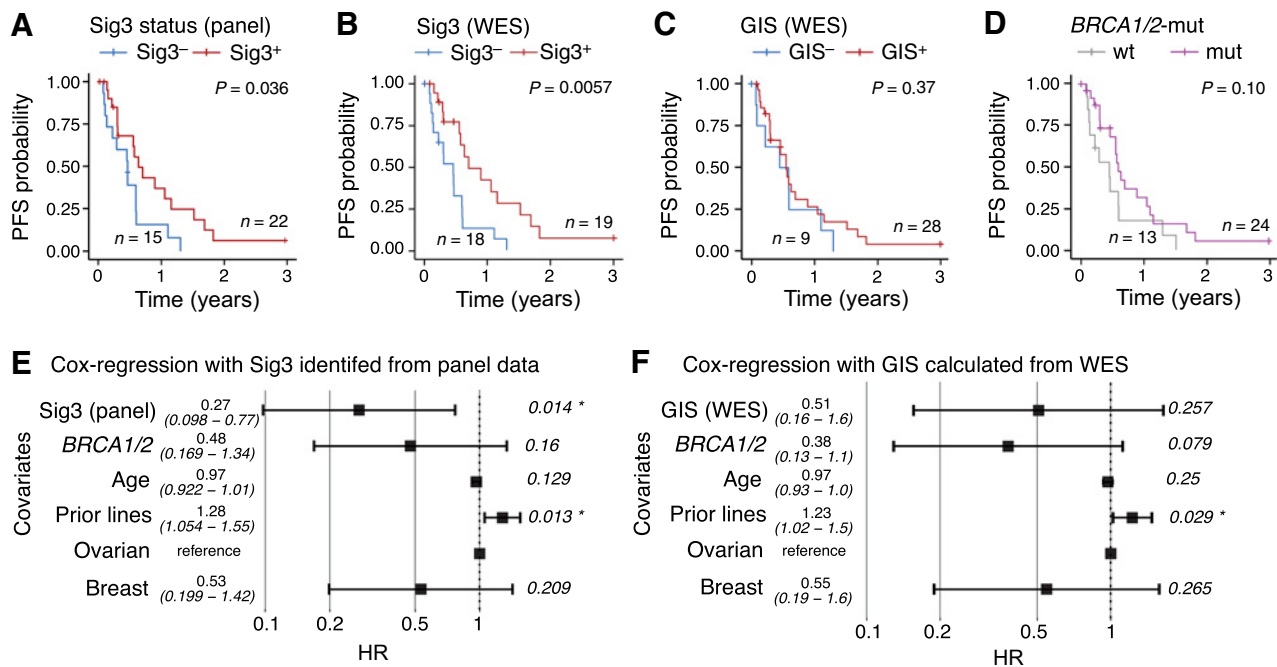 A Sig3 status (panel)
Sig3– Sig3+
PFS probability
1.00
0.75
0.50
0.25
0.00
P = 0.036
n = 22
n = 15
0 1 2 3
Time (years)
B Sig3 (WES)
Sig3– Sig3+
PFS probability
1.00
0.75
0.50
0.25
0.00
P = 0.0057
n = 19
n = 18
0 1 2 3
Time (years)
C GIS (WES)
GIS– GIS+
PFS probability
1.00
0.75
0.50
0.25
0.00
P = 0.37
n = 28
n = 9
0 1 2 3
Time (years)
D BRCA1/2-mut
wt mut
PFS probability
1.00
0.75
0.50
0.25
0.00
P = 0.10
n = 24
n = 13
0 1 2 3
Time (years)
E Cox-regression with Sig3 identifed from panel data
Covariates
Sig3 (panel) 0.27 0.014 *
(0.098 – 0.77)
BRCA1/2 0.48 0.16
(0.169 – 1.34)
Age 0.97 0.129
(0.922 – 1.01)
Prior lines 1.28 0.013 *
(1.054 – 1.55)
Ovarian reference
Breast 0.53 0.209
(0.199 – 1.42)
0.1 0.2 0.5 1
HR
F Cox-regression with GIS calculated from WES
Covariates
GIS (WES) 0.51 0.257
(0.16 – 1.6)
BRCA1/2 0.38 0.079
(0.13 – 1.1)
Age 0.97 0.25
(0.93 – 1.0)
Prior lines 1.23 0.029 *
(1.02 – 1.5)
Ovarian reference
Breast 0.55 0.265
(0.19 – 1.6)
0.1 0.2 0.5 1
HR